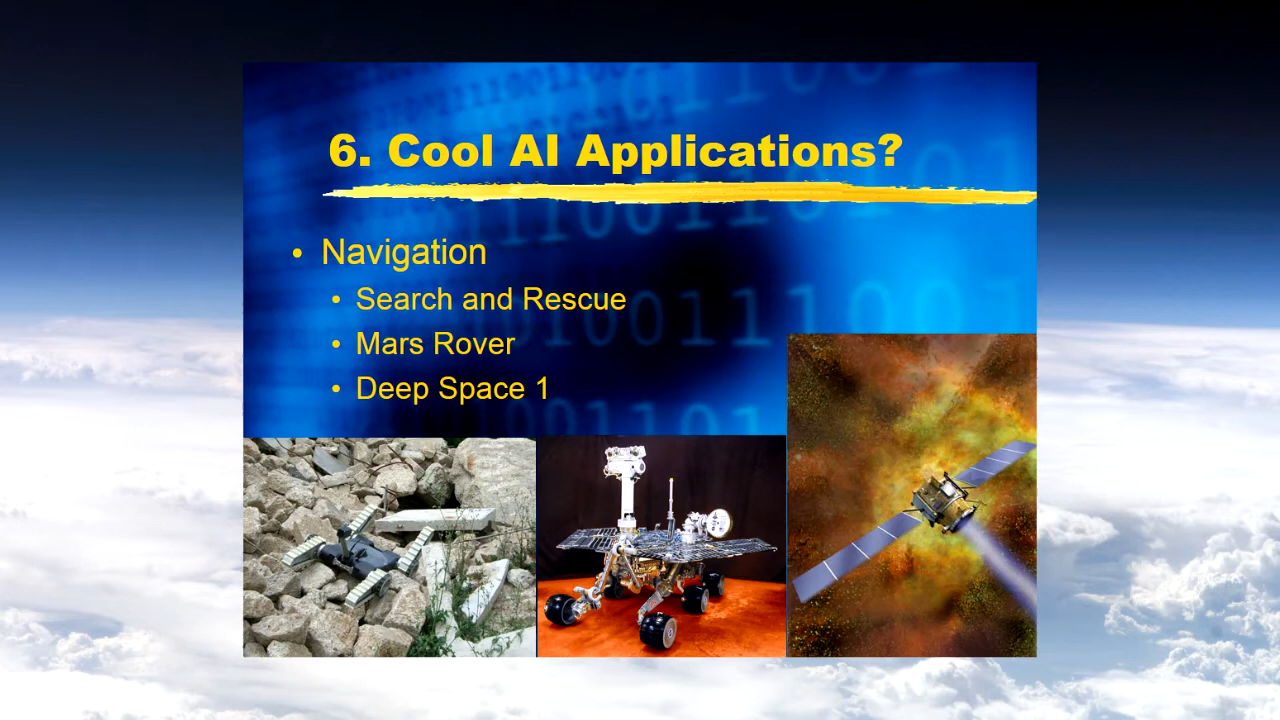 6. Cool AI Applications?
• Navigation
• Search and Rescue
• Mars Rover
• Deep Space 1